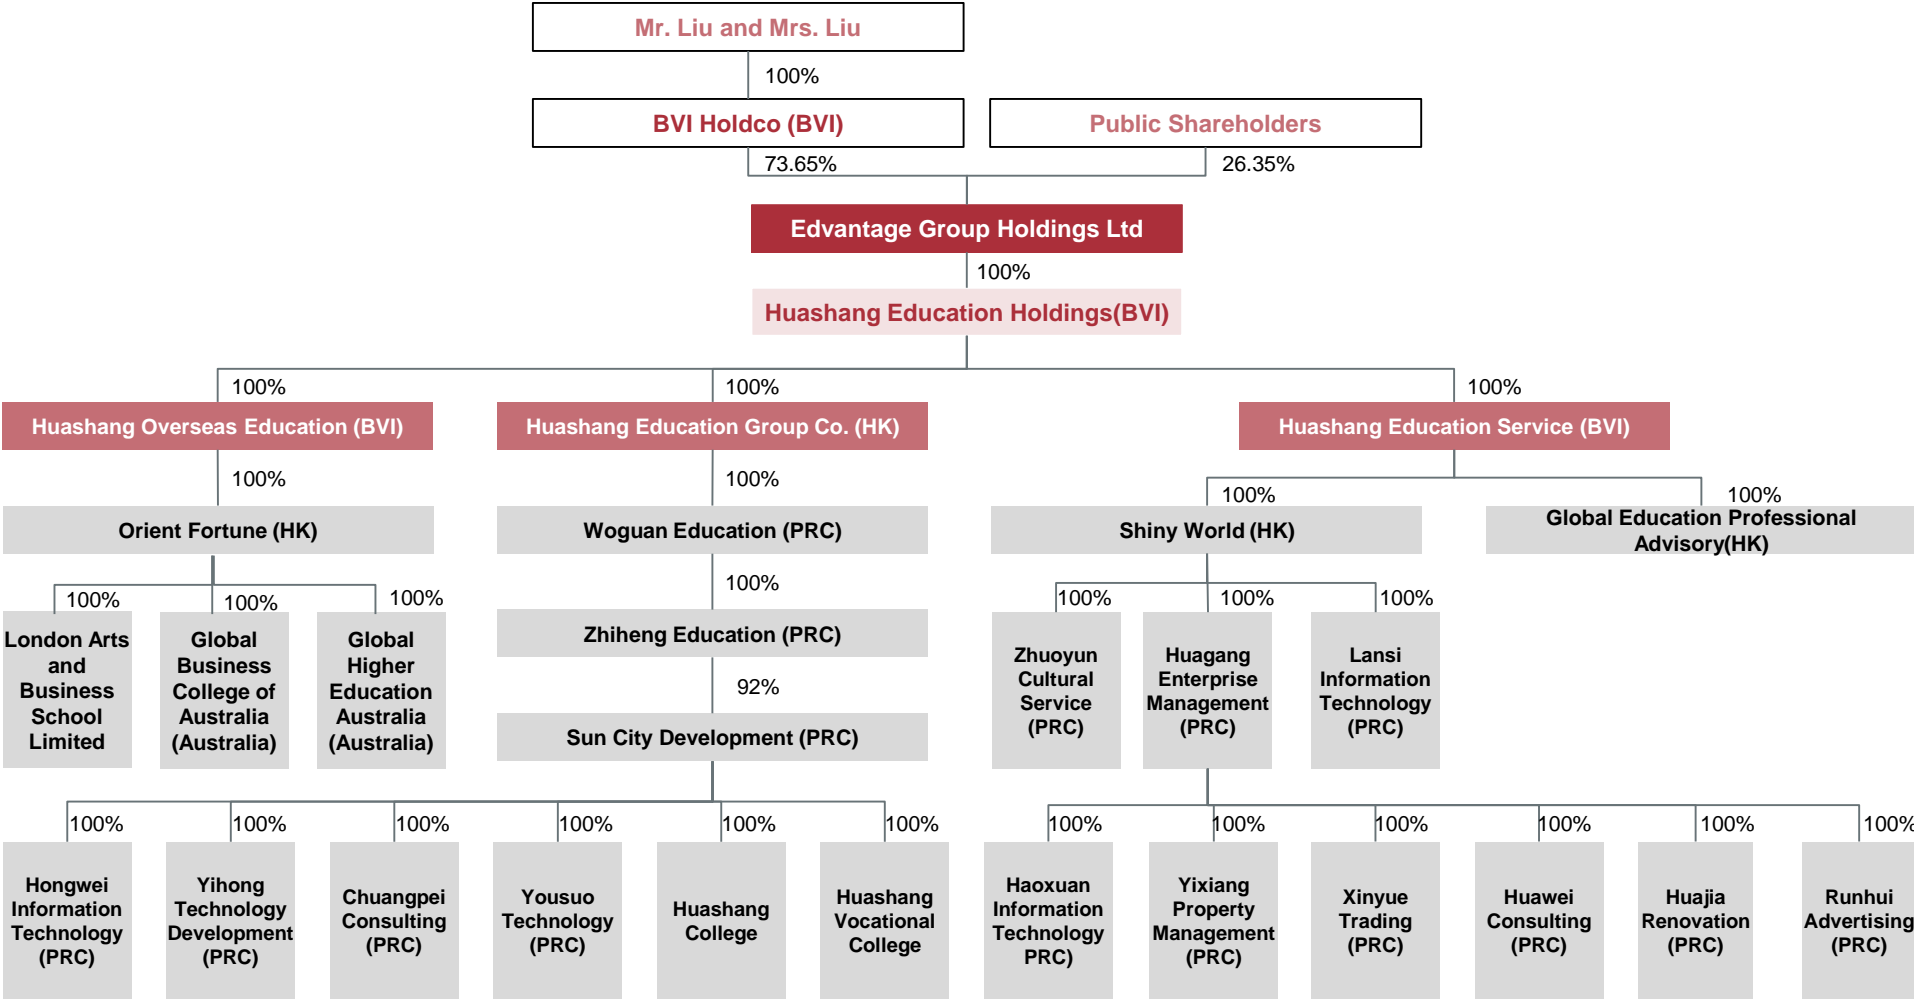 Mr. Liu and Mrs. Liu
100%
BVI Holdco (BVI)
Public Shareholders
73.65%
26.35%
Edvantage Group Holdings Ltd
100%
Huashang Education Holdings(BVI)
100%
100%
100%
Huashang Overseas Education (BVI)
Huashang Education Group Co. (HK)
Huashang Education Service (BVI)
100%
100%
100%
100%
Orient Fortune (HK)
Woguan Education (PRC)
Shiny World (HK)
Global Education Professional
Advisory(HK)
100%
100%
100%
100%
100%
100%
100%
London Arts
and
Business
School
Limited
Global
Business
College of
Australia
(Australia)
Global
Higher
Education
Australia
(Australia)
Zhiheng Education (PRC)
92%
Sun City Development (PRC)
Zhuoyun
Cultural
Service
(PRC)
Huagang
Enterprise
Management
(PRC)
Lansi
Information
Technology
(PRC)
100%
100%
100%
100%
100%
100%
100%
100%
100%
100%
100%
100%
Hongwei
Information
Technology
(PRC)
Yihong
Technology
Development
(PRC)
Chuangpei
Consulting
(PRC)
Yousuo
Technology
(PRC)
Huashang
College
Huashang
Vocational
College
Haoxuan
Information
Technology
PRC)
Yixiang
Property
Management
(PRC)
Xinyue
Trading
(PRC)
Huawei
Consulting
(PRC)
Huajia
Renovation
(PRC)
Runhui
Advertising
(PRC)